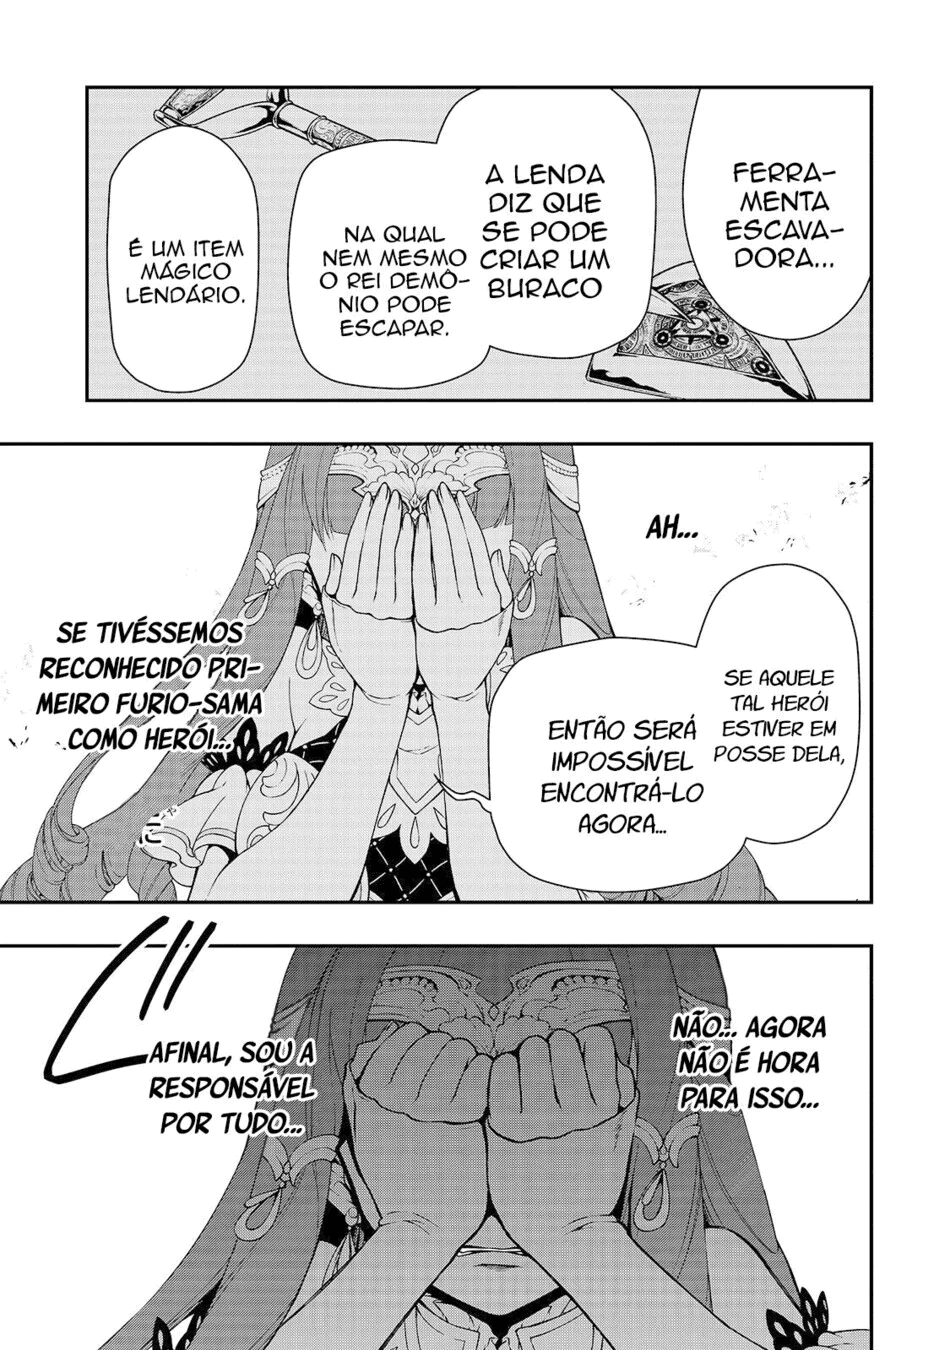 FERRA-
MENTA
ESCAVA-
DORA...
A LENDA
DIZ QUE
SE PODE
CRIAR UM
BURACO
NA QUAL
NEM MESMO
O REI DEMÔ-
NIO PODE
ESCAPAR.
É UM ITEM
MÁGICO
LENDÁRIO.
AH...
SE AQUELE
TAL HERÓI
ESTIVER EM
POSSE DELA,
ENTÃO SERÁ
IMPOSSÍVEL
ENCONTRÁ-LO
AGORA...
SE TIVÉSSEMOS
RECONHECIDO PRI-
MEIRO FURIO-SAMA
COMO HERÓI...
NÃO... AGORA
NÃO É HORA
PARA ISSO...
AFINAL, SOU A
RESPONSÁVEL
POR TUDO...